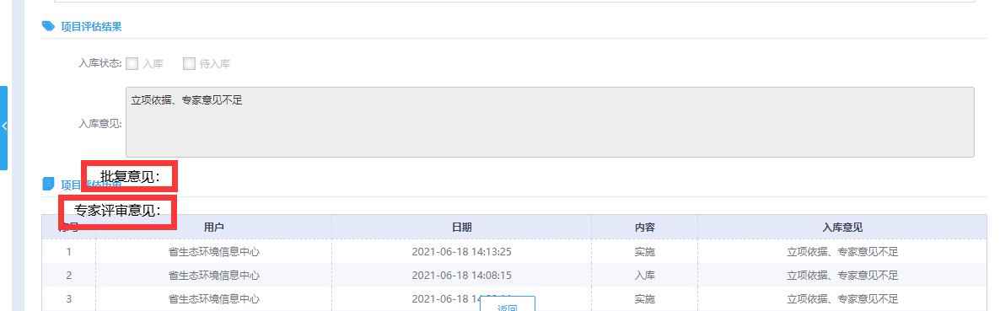 项目评估结果
入库状态: 入库 待入库
立项依据、专家意见不足
入库意见:
批复意见：
项目评估历史
专家评审意见：
序号 用户 日期 内容 入库意见
1 省生态环境信息中心 2021-06-18 14:13:25 实施 立项依据、专家意见不足
2 省生态环境信息中心 2021-06-18 14:08:15 入库 立项依据、专家意见不足
3 省生态环境信息中心 2021-06-18 实施 立项依据、专家意见不足
返回